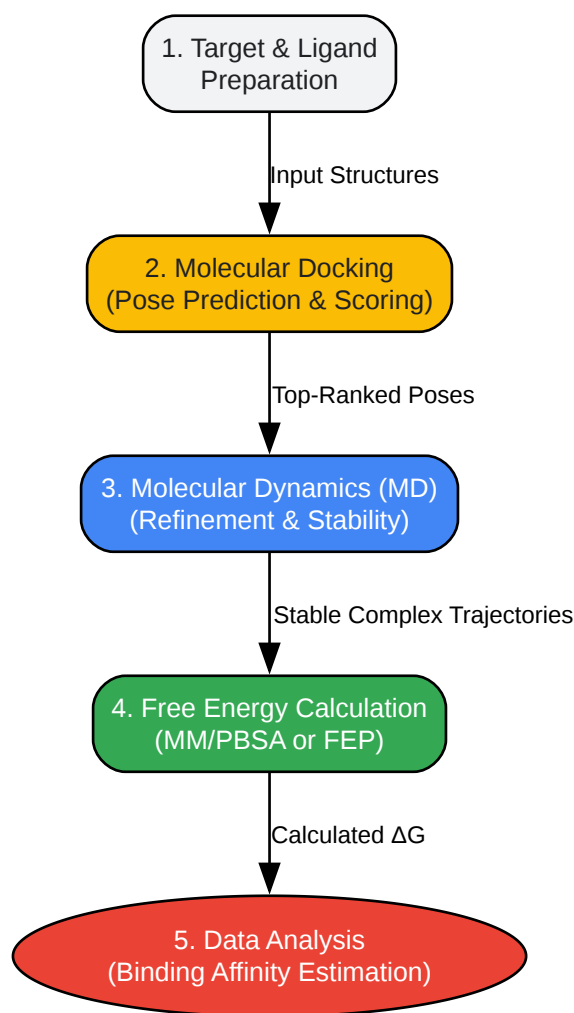 1. Target & Ligand
Preparation
Input Structures
2. Molecular Docking
(Pose Prediction & Scoring)
Top-Ranked Poses
3. Molecular Dynamics (MD)
(Refinement & Stability)
Stable Complex Trajectories
4. Free Energy Calculation
(MM/PBSA or FEP)
Calculated ΔG
5. Data Analysis
(Binding Affinity Estimation)